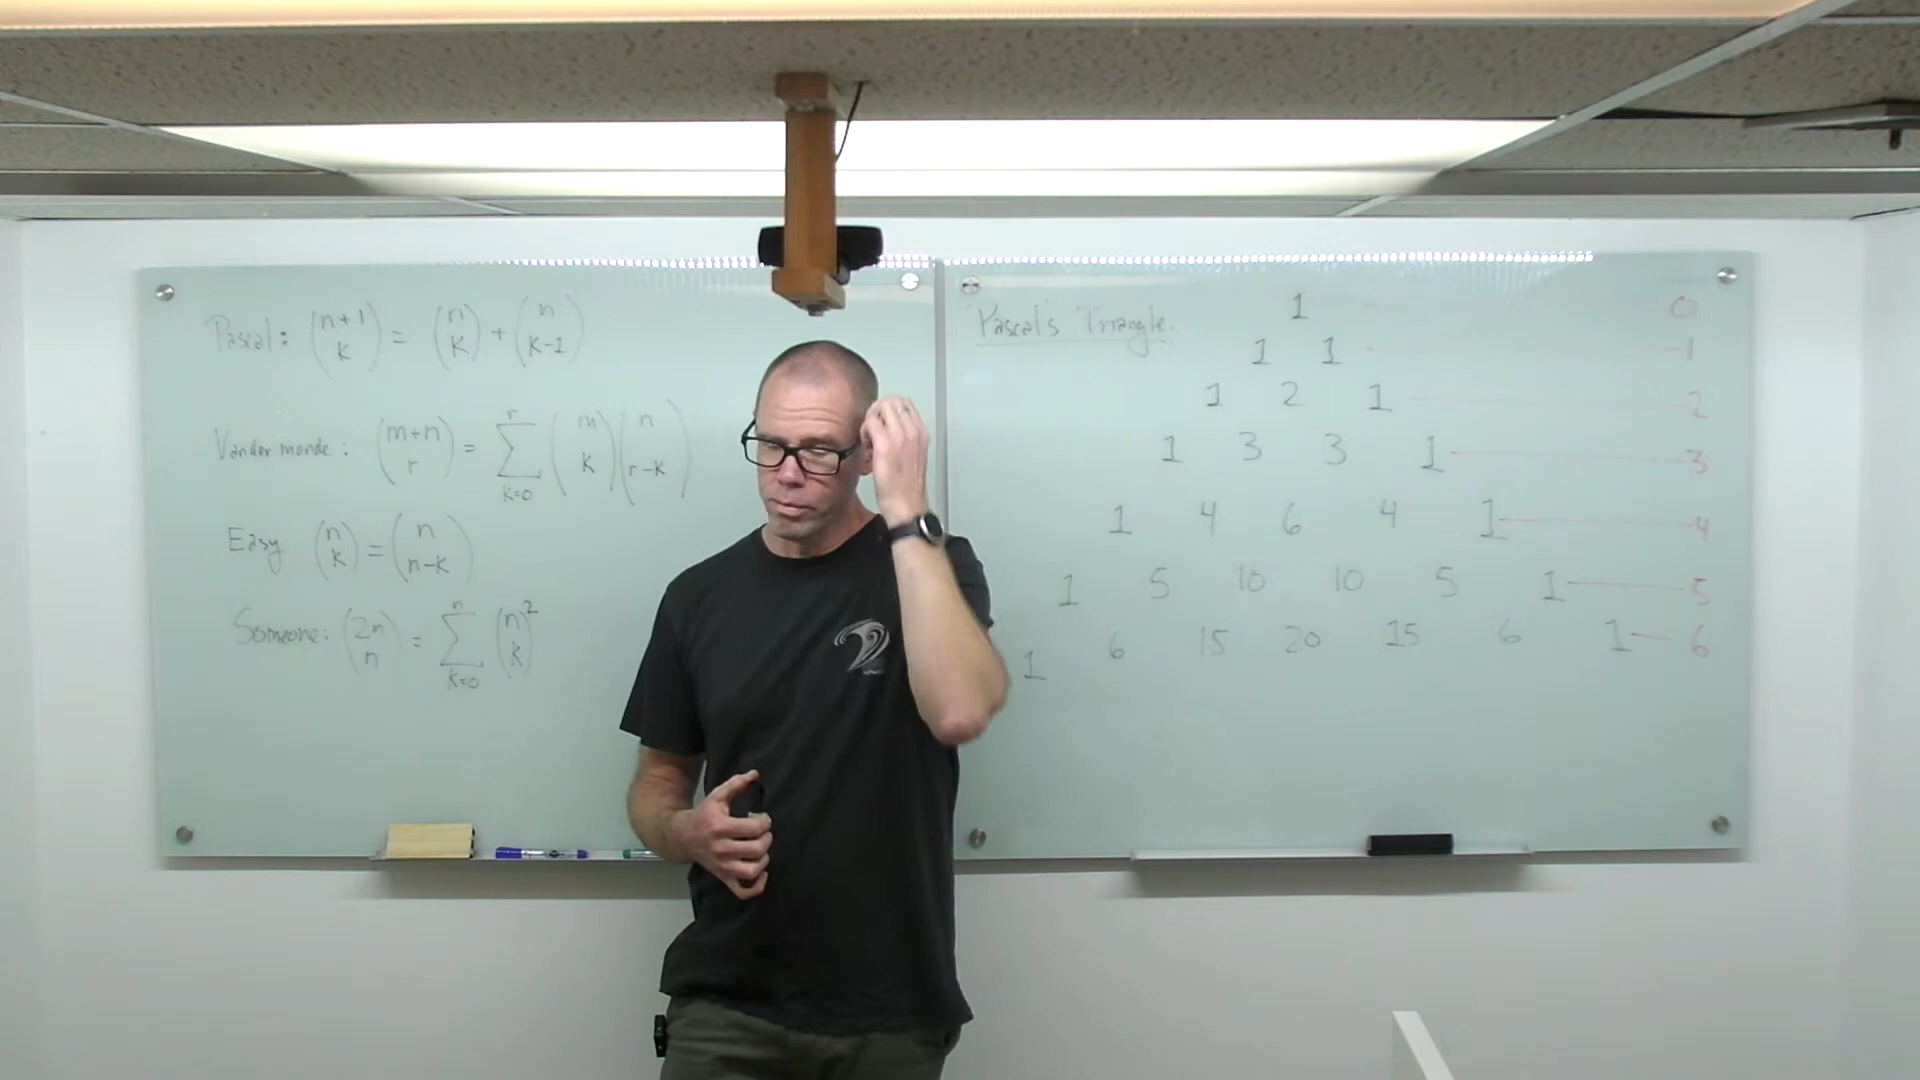 Pascal: (n+1 K) = (n K) + (n K-1)
Vandermonde: (m+n r) = r ∑ K=0 (m K)(n r-K)
Easy (n K) = (n n-K)
Someone: (2n n) = n ∑ K=0 (n K)²
Pascal's Triangle.
1 0
1 1 1
1 2 1 2
1 3 3 1 3
1 4 6 4 1 4
1 5 10 10 5 1 5
1 6 15 20 15 6 1 6